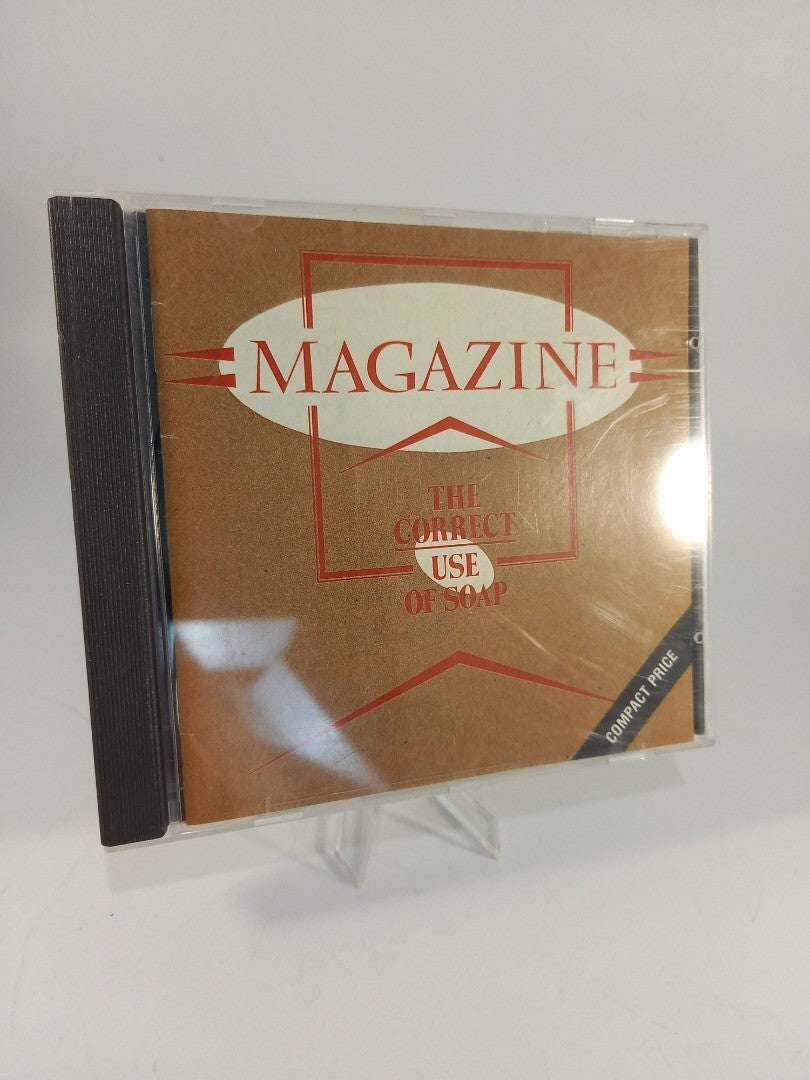 MAGAZINE
THE
CORRECT
USE
OF SOAP
COMPACT PRICE